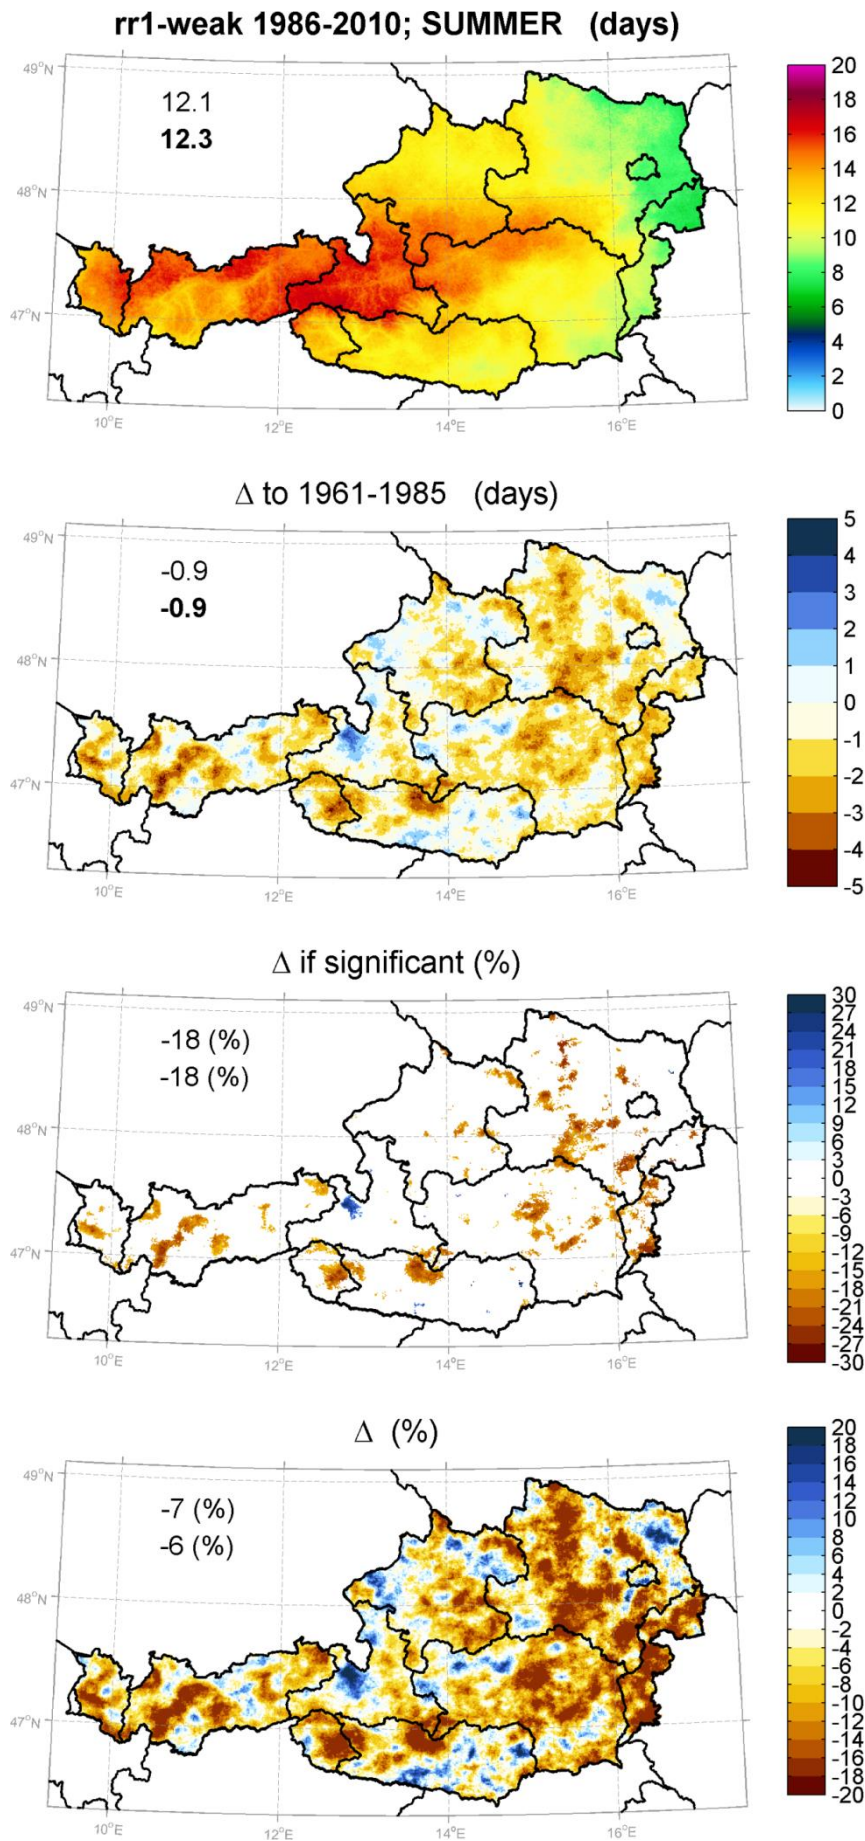 rr1-weak 1986-2010; SUMMER (days)
49°N
12.1
12.3
48°N
47°N
10°E
12°E
14°E
16°E
20
18
16
14
12
10
8
6
4
2
0
Δ to 1961-1985 (days)
49°N
-0.9
-0.9
48°N
47°N
10°E
12°E
14°E
16°E
5
4
3
2
1
0
-1
-2
-3
-4
-5
Δ if significant (%)
49°N
-18 (%)
-18 (%)
48°N
47°N
10°E
12°E
14°E
16°E
30
27
24
21
18
15
12
9
6
3
0
-3
-6
-9
-12
-15
-18
-21
-24
-27
-30
Δ (%)
49°N
-7 (%)
-6 (%)
48°N
47°N
10°E
12°E
14°E
16°E
20
18
16
14
12
10
8
6
4
2
0
-2
-4
-6
-8
-10
-12
-14
-16
-18
-20